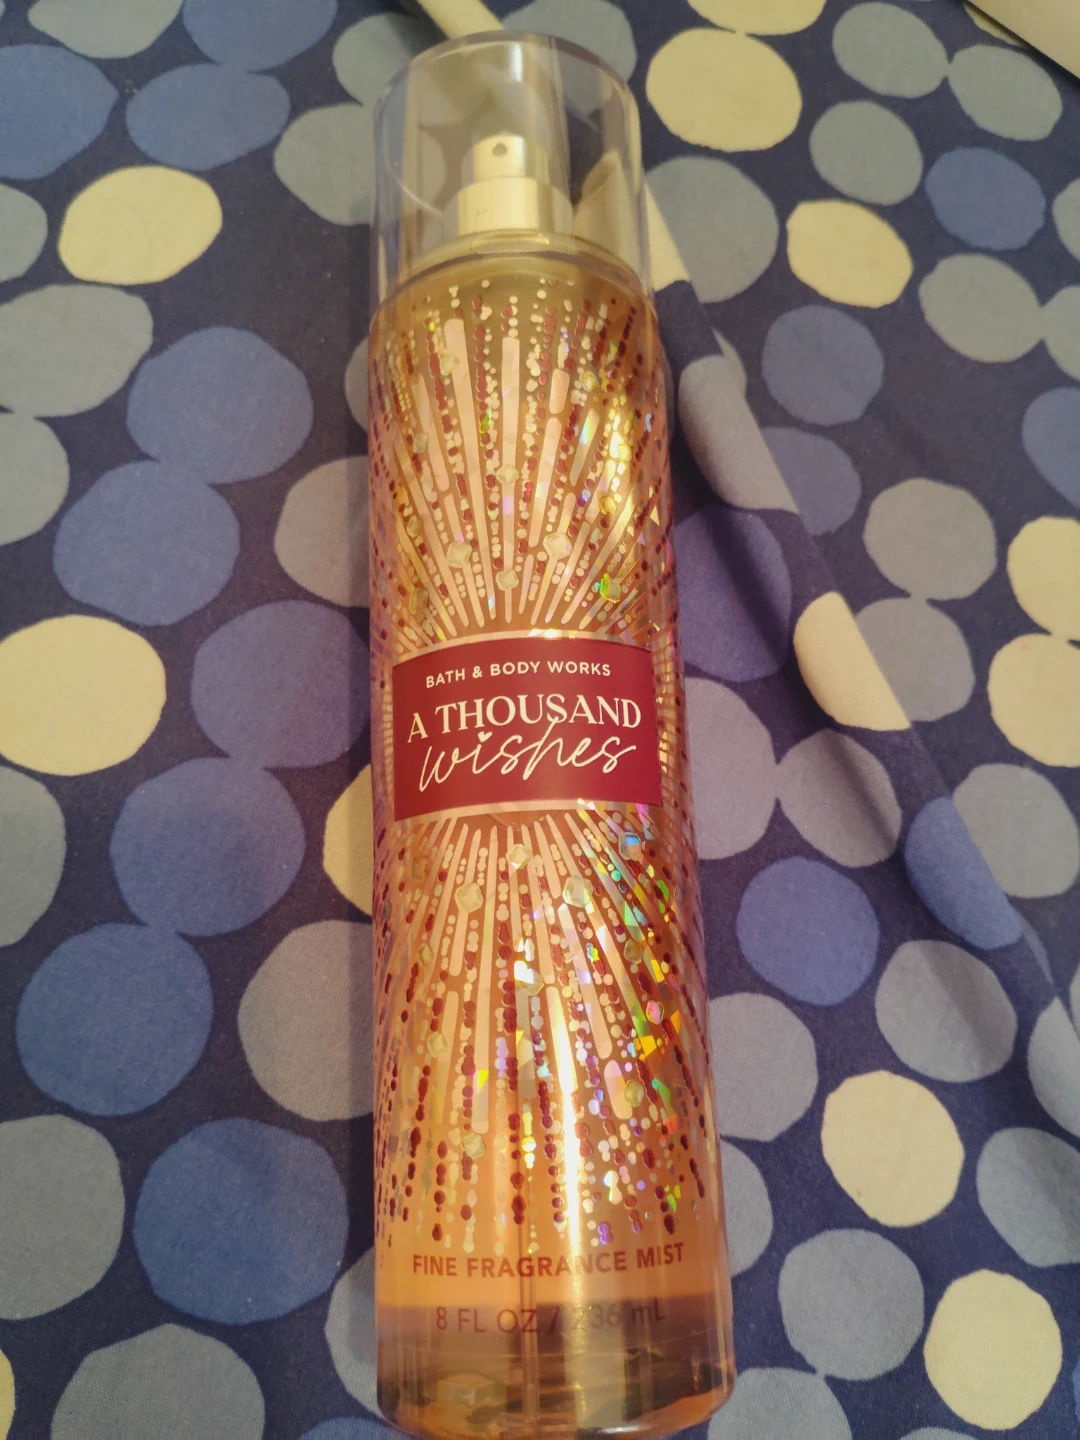 BATH & BODY WORKS
A THOUSAND
wishes
FINE FRAGRANCE MIST
8 FL OZ / 236 mL